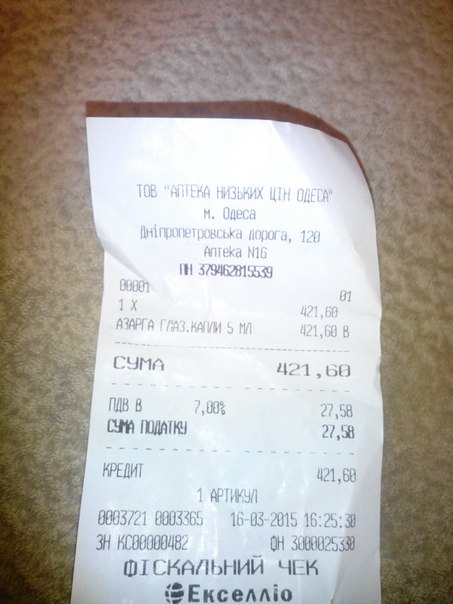 ТОВ "АПТЕКА НИЗЬКИХ ЦІН ОДЕСА"
м. Одеса
Дніпропетровська дорога, 120
Аптека N16
ПН 379462815539
00001 01
1 X 421,60
АЗАРГА ГЛАЗ.КАПЛИ 5 МЛ 421,60 В
СУМА 421,60
ПДВ В 7,00% 27,58
СУМА ПОДАТКУ 27,58
КРЕДИТ 421,60
1 АРТИКУЛ
0003721 0003365 16-03-2015 16:25:30
ЗН КС00000482 ФН 3000025330
ФІСКАЛЬНИЙ ЧЕК
Екселліо